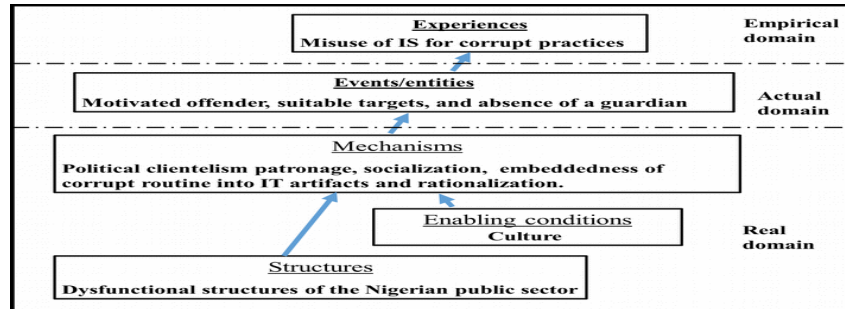 Experiences
Misuse of IS for corrupt practices
Empirical
domain
Events/entities
Motivated offender, suitable targets, and absence of a guardian
Actual
domain
Mechanisms
Political clientelism patronage, socialization, embeddedness of
corrupt routine into IT artifacts and rationalization.
Enabling conditions
Culture
Real
domain
Structures
Dysfunctional structures of the Nigerian public sector